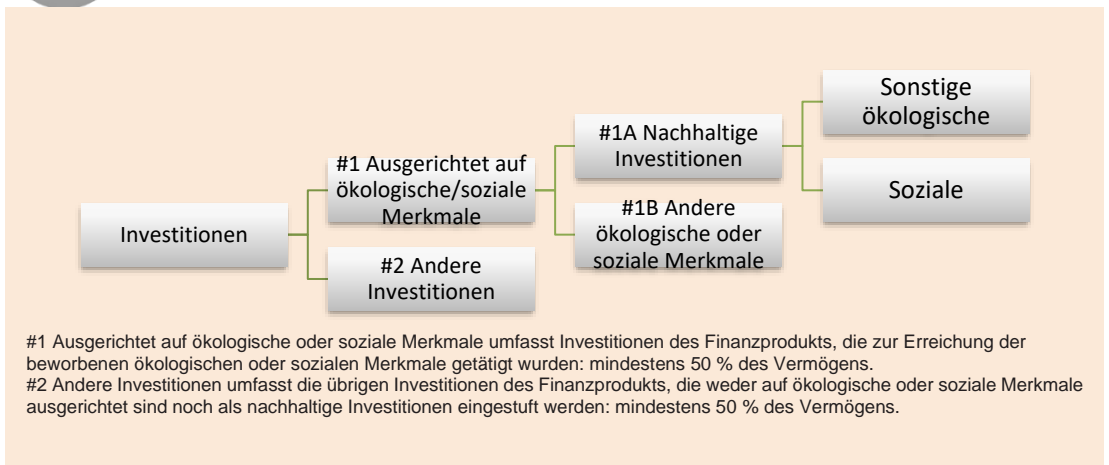 Investitionen
#1 Ausgerichtet auf
ökologische/soziale
Merkmale
#2 Andere
Investitionen
#1A Nachhaltige
Investitionen
#1B Andere
ökologische oder
soziale Merkmale
Sonstige
ökologische
Soziale
#1 Ausgerichtet auf ökologische oder soziale Merkmale umfasst Investitionen des Finanzprodukts, die zur Erreichung der
beworbenen ökologischen oder sozialen Merkmale getätigt wurden: mindestens 50 % des Vermögens.
#2 Andere Investitionen umfasst die übrigen Investitionen des Finanzprodukts, die weder auf ökologische oder soziale Merkmale
ausgerichtet sind noch als nachhaltige Investitionen eingestuft werden: mindestens 50 % des Vermögens.